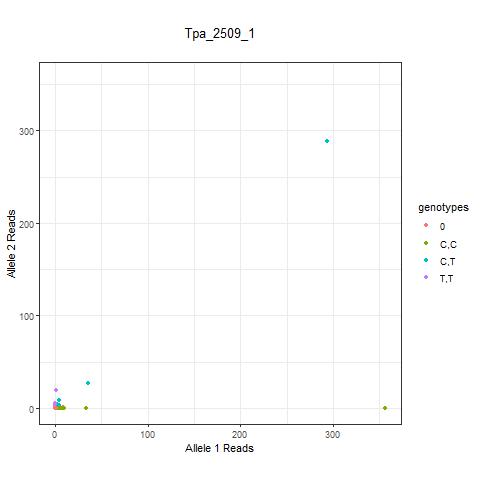 Tpa_2509_1
Allele 2 Reads
300
200
100
0
0
100
200
300
Allele 1 Reads
genotypes
0
C,C
C,T
T,T